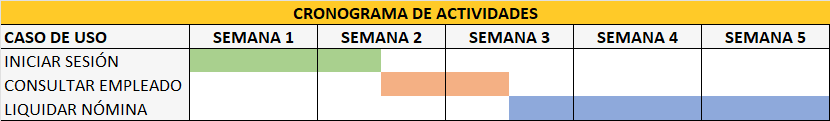 CRONOGRAMA DE ACTIVIDADES
CASO DE USO SEMANA 1 SEMANA 2 SEMANA 3 SEMANA 4 SEMANA 5
INICIAR SESIÓN
CONSULTAR EMPLEADO
LIQUIDAR NÓMINA